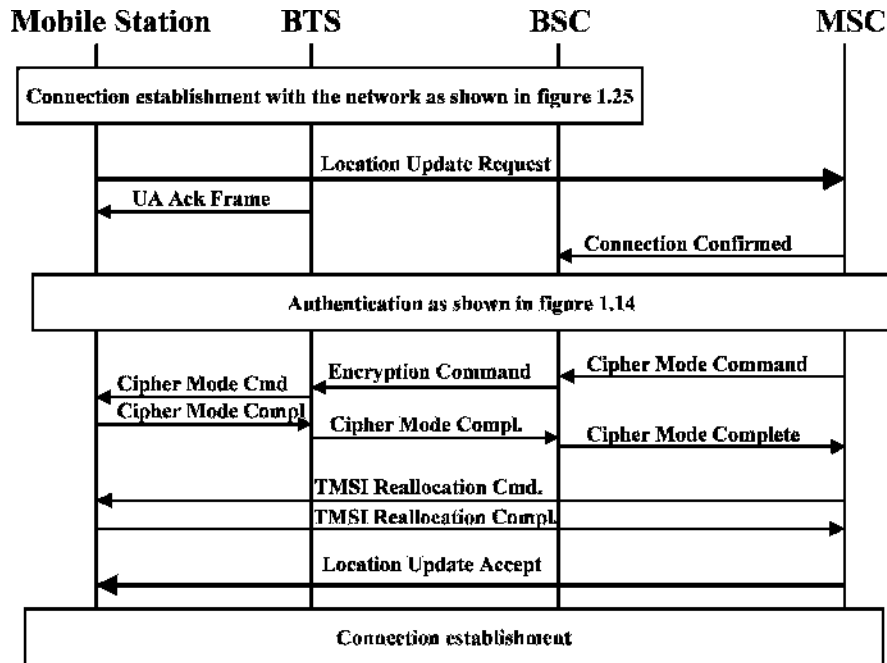 Mobile Station BTS BSC MSC
Connection establishment with the network as shown in figure 1.25
Location Update Request
UA Ack Frame
Connection Confirmed
Authentication as shown in figure 1.14
Cipher Mode Command
Encryption Command
Cipher Mode Cmd
Cipher Mode Compl
Cipher Mode Compl.
Cipher Mode Complete
TMSI Reallocation Cmd.
TMSI Reallocation Compl.
Location Update Accept
Connection establishment